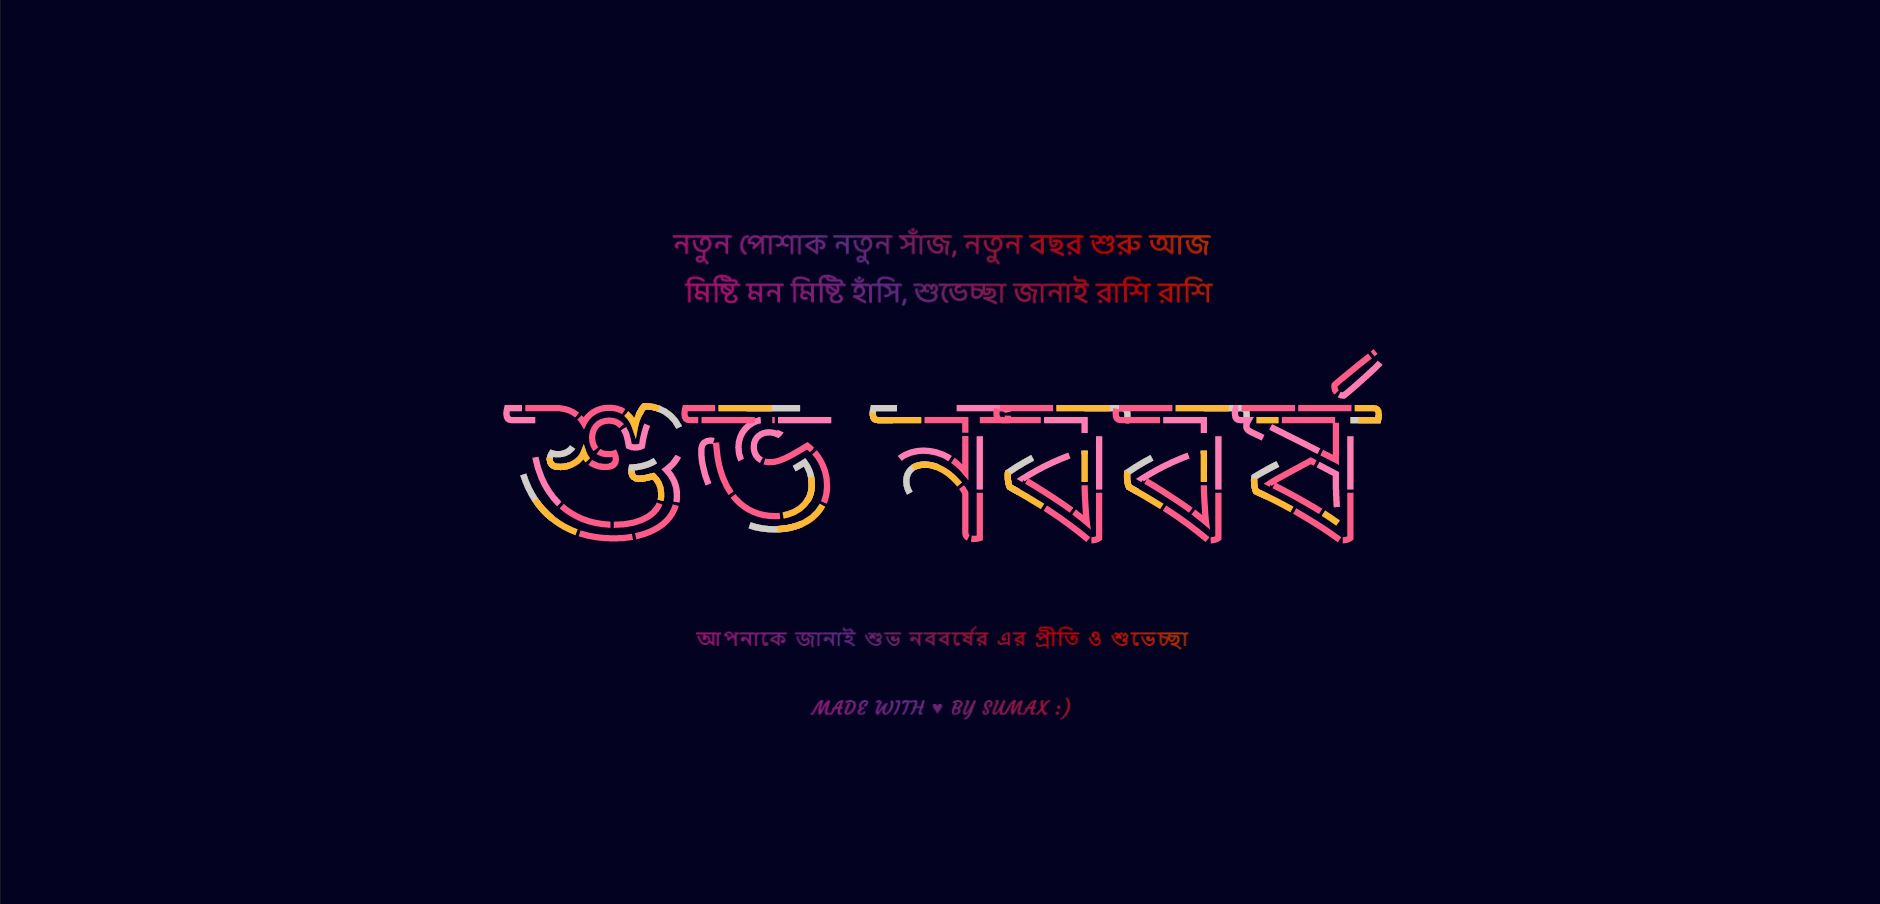 নতুন পোশাক নতুন সাঁজ, নতুন বছর শুরু আজ
মিষ্টি মন মিষ্টি হাঁসি, শুভেচ্ছা জানাই রাশি রাশি
শুভ নববর্ষ
আপনাকে জানাই শুভ নববর্ষের এর প্রীতি ও শুভেচ্ছা
MADE WITH ♥ BY SUMAX :)